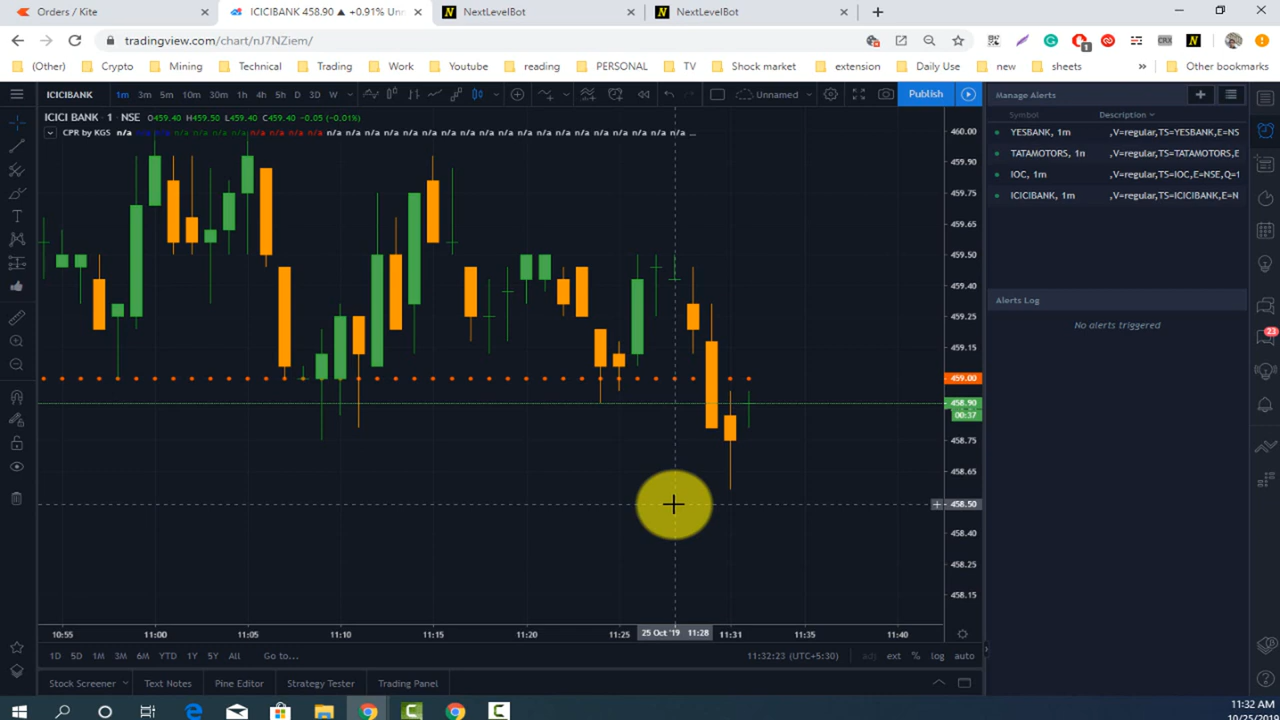 Orders / Kite
ICICIBANK 458.90 ▲ +0.91% Unn
NextLevelBot
NextLevelBot
tradingview.com/chart/nJ7NZiem/
(Other)
Crypto
Mining
Technical
Trading
Work
Youtube
reading
PERSONAL
TV
Shock market
extension
Daily Use
new
sheets
Other bookmarks
ICICIBANK
1m 3m 5m 10m 30m 1h 4h 5h D 3D W
Unnamed
Publish
Manage Alerts
ICICI BANK · 1 · NSE O459.40 H459.50 L459.40 -0.05 (-0.01%)
CPR by KGS n/a n/a n/a n/a n/a n/a n/a n/a n/a n/a n/a n/a n/a n/a n/a n/a n/a n/a n/a n/a n/a n/a ...
Symbol
Description
YESBANK, 1m ,V=regular,TS=YESBANK,E=NS
TATAMOTORS, 1n ,V=regular,TS=TATAMOTORS,E
IOC, 1m ,V=regular,TS=IOC,E=NSE,Q=1
ICICIBANK, 1m ,V=regular,TS=ICICIBANK,E=N
Alerts Log
No alerts triggered
460.00
459.90
459.75
459.65
459.50
459.40
459.25
459.15
459.00
458.90
00:37
458.75
458.65
458.50
458.40
458.25
458.15
23
10:55
11:00
11:05
11:10
11:15
11:20
11:25
25 Oct '19 11:28
11:31
11:35
11:40
1D 5D 1M 3M 6M YTD 1Y 5Y All Go to...
11:32:23 (UTC+5:30)
adj ext % log auto
Stock Screener
Text Notes
Pine Editor
Strategy Tester
Trading Panel
11:32 AM
10/25/2019